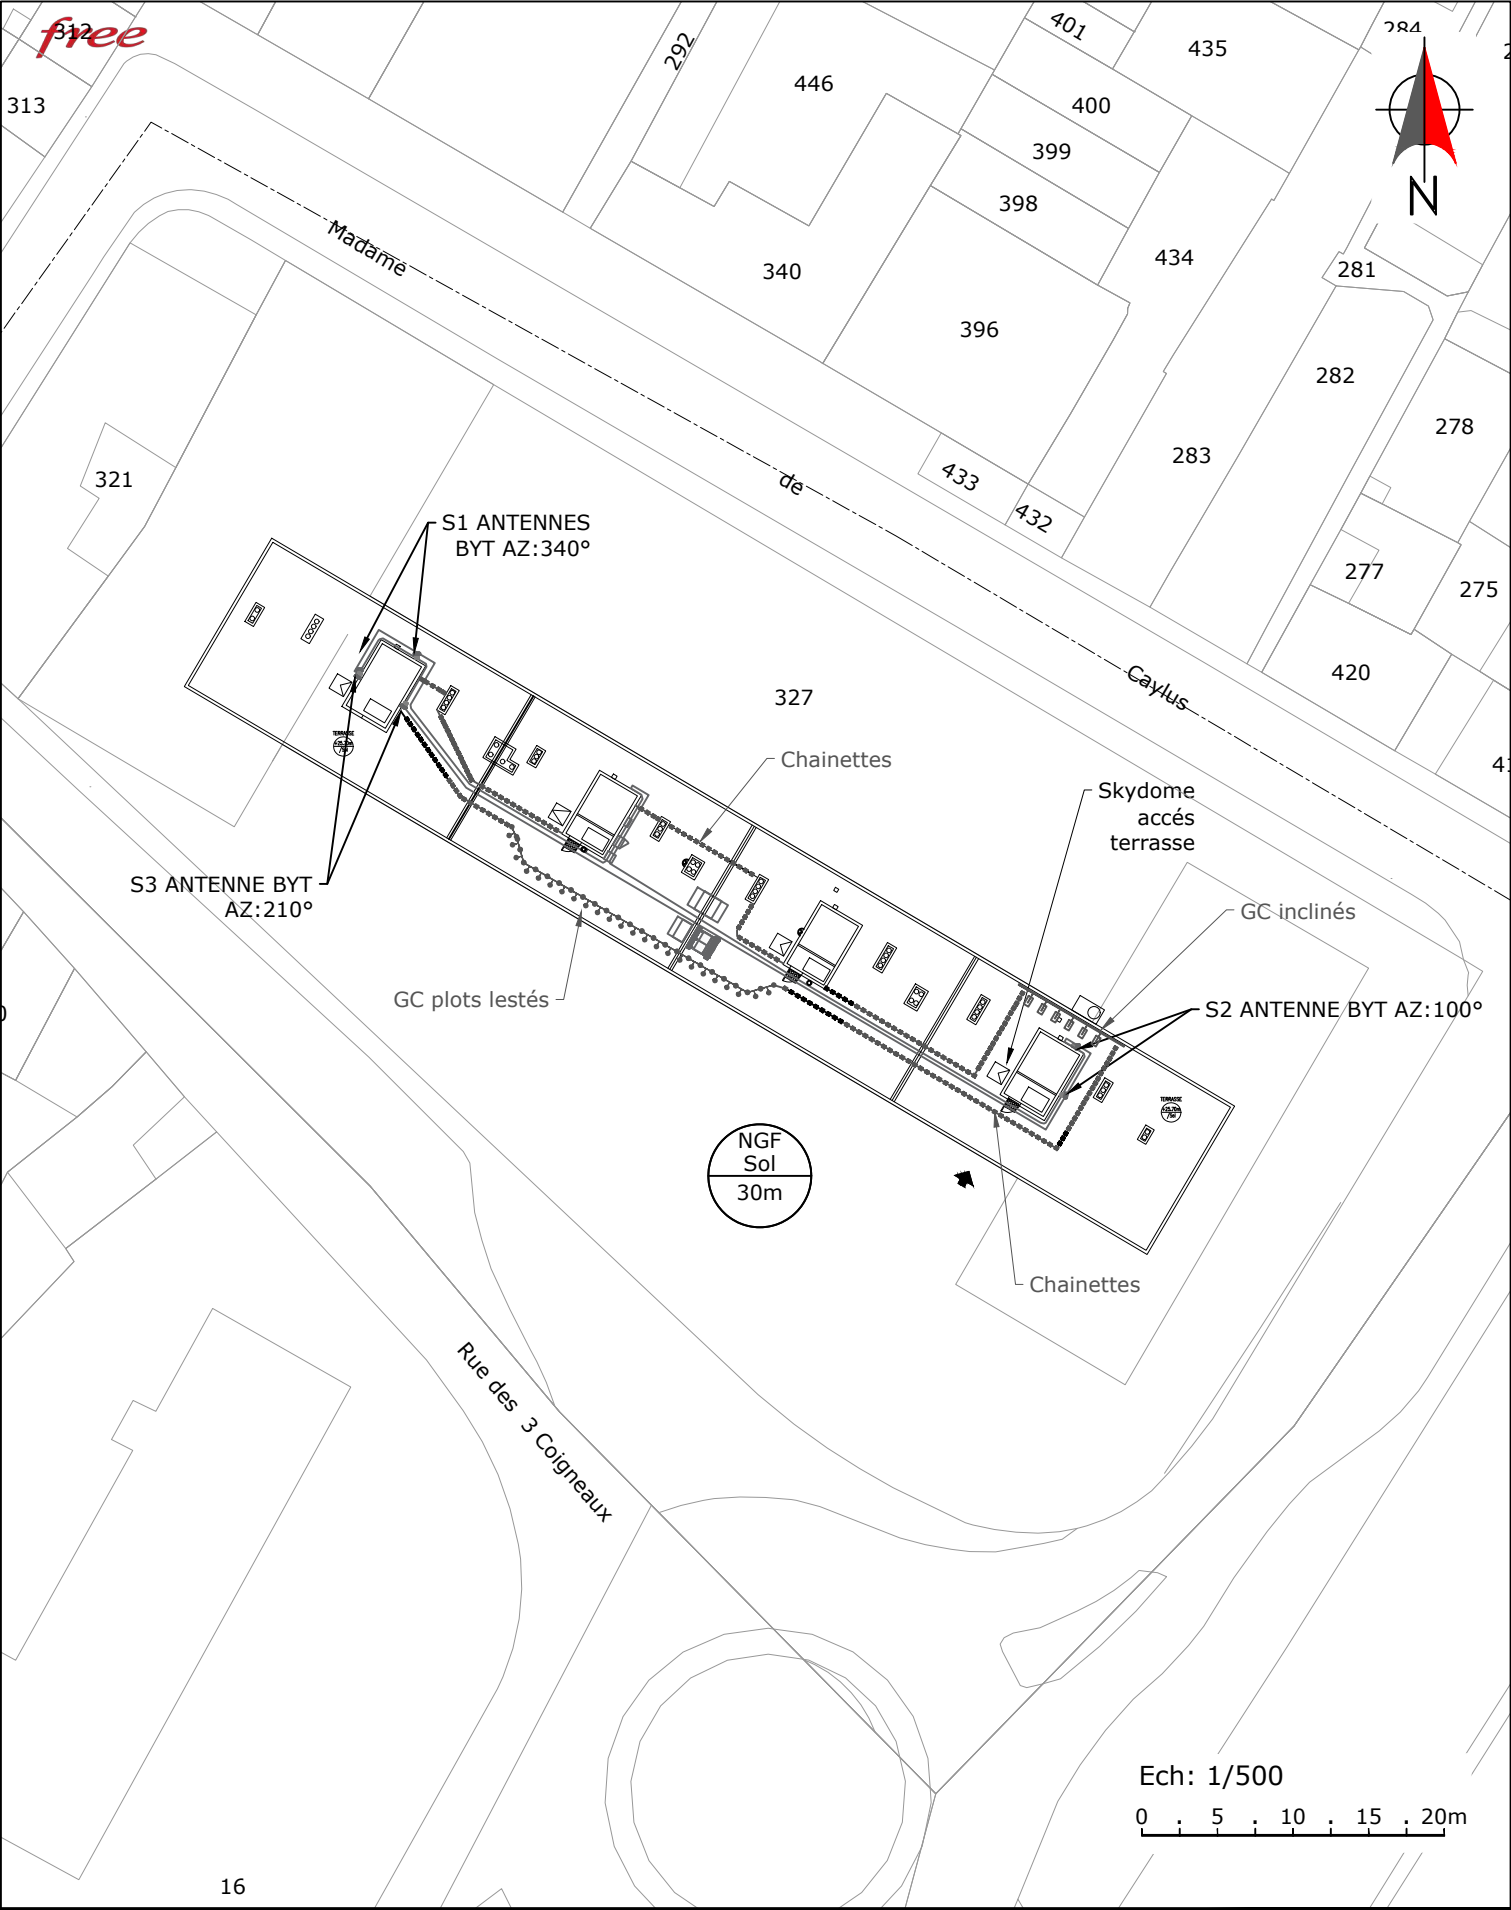 free
312
313
292
446
401
435
284
400
399
398
340
434
281
396
282
278
283
433
432
277
275
420
321
327
16
N
Madame
de
Caylus
S1 ANTENNES
BYT AZ:340°
Chainettes
Skydome
accés
terrasse
TERRASSE
S3 ANTENNE BYT
AZ:210°
GC inclinés
GC plots lestés
S2 ANTENNE BYT AZ:100°
TERRASSE
NGF
Sol
30m
Chainettes
Rue des 3 Coigneaux
Ech: 1/500
0 . 5 . 10 . 15 . 20m